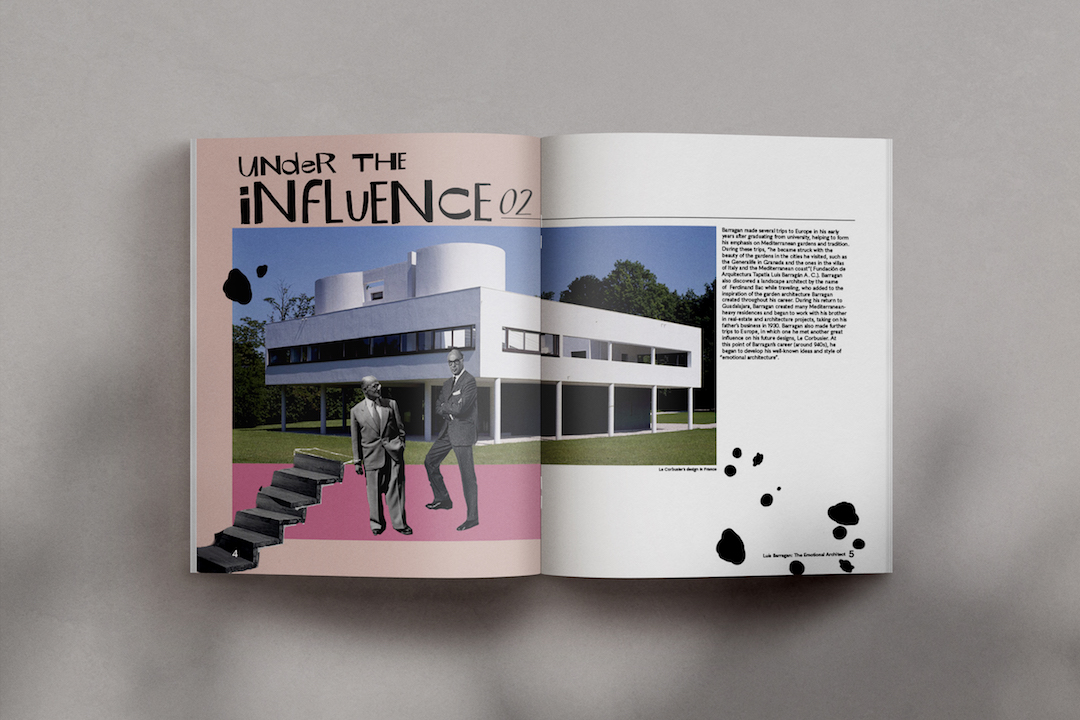 UNdeR THE
iNFLUENCE 02
Barragan made several trips to Europe in his early
years after graduating from university, helping to form
his emphasis on Mediterranean gardens and tradition.
During these trips, "he became struck with the
beauty of the gardens in the cities he visited, such as
the Generalife in Granada and the ones in the villas
of Italy and the Mediterranean coast"( Fundación de
Arquitectura Tapatía Luis Barragán A. C.). Barragan
also discovered a landscape architect by the name
of Ferdinand Bac while traveling, who added to the
inspiration of the garden architecture Barragan
created throughout his career. During his return to
Guadalajara, Barragan created many Mediterranean-
heavy residences and began to work with his brother
in real-estate and architecture projects, taking on his
father's business in 1930. Barragan also made further
trips to Europe, in which one he met another great
influence on his future designs, Le Corbusier. At
this point of Barragan's career (around 940s), he
began to develop his well-known ideas and style of
"emotional architecture".
Le Corbusier's design in France
4
Luis Barragan: The Emotional Architect 5